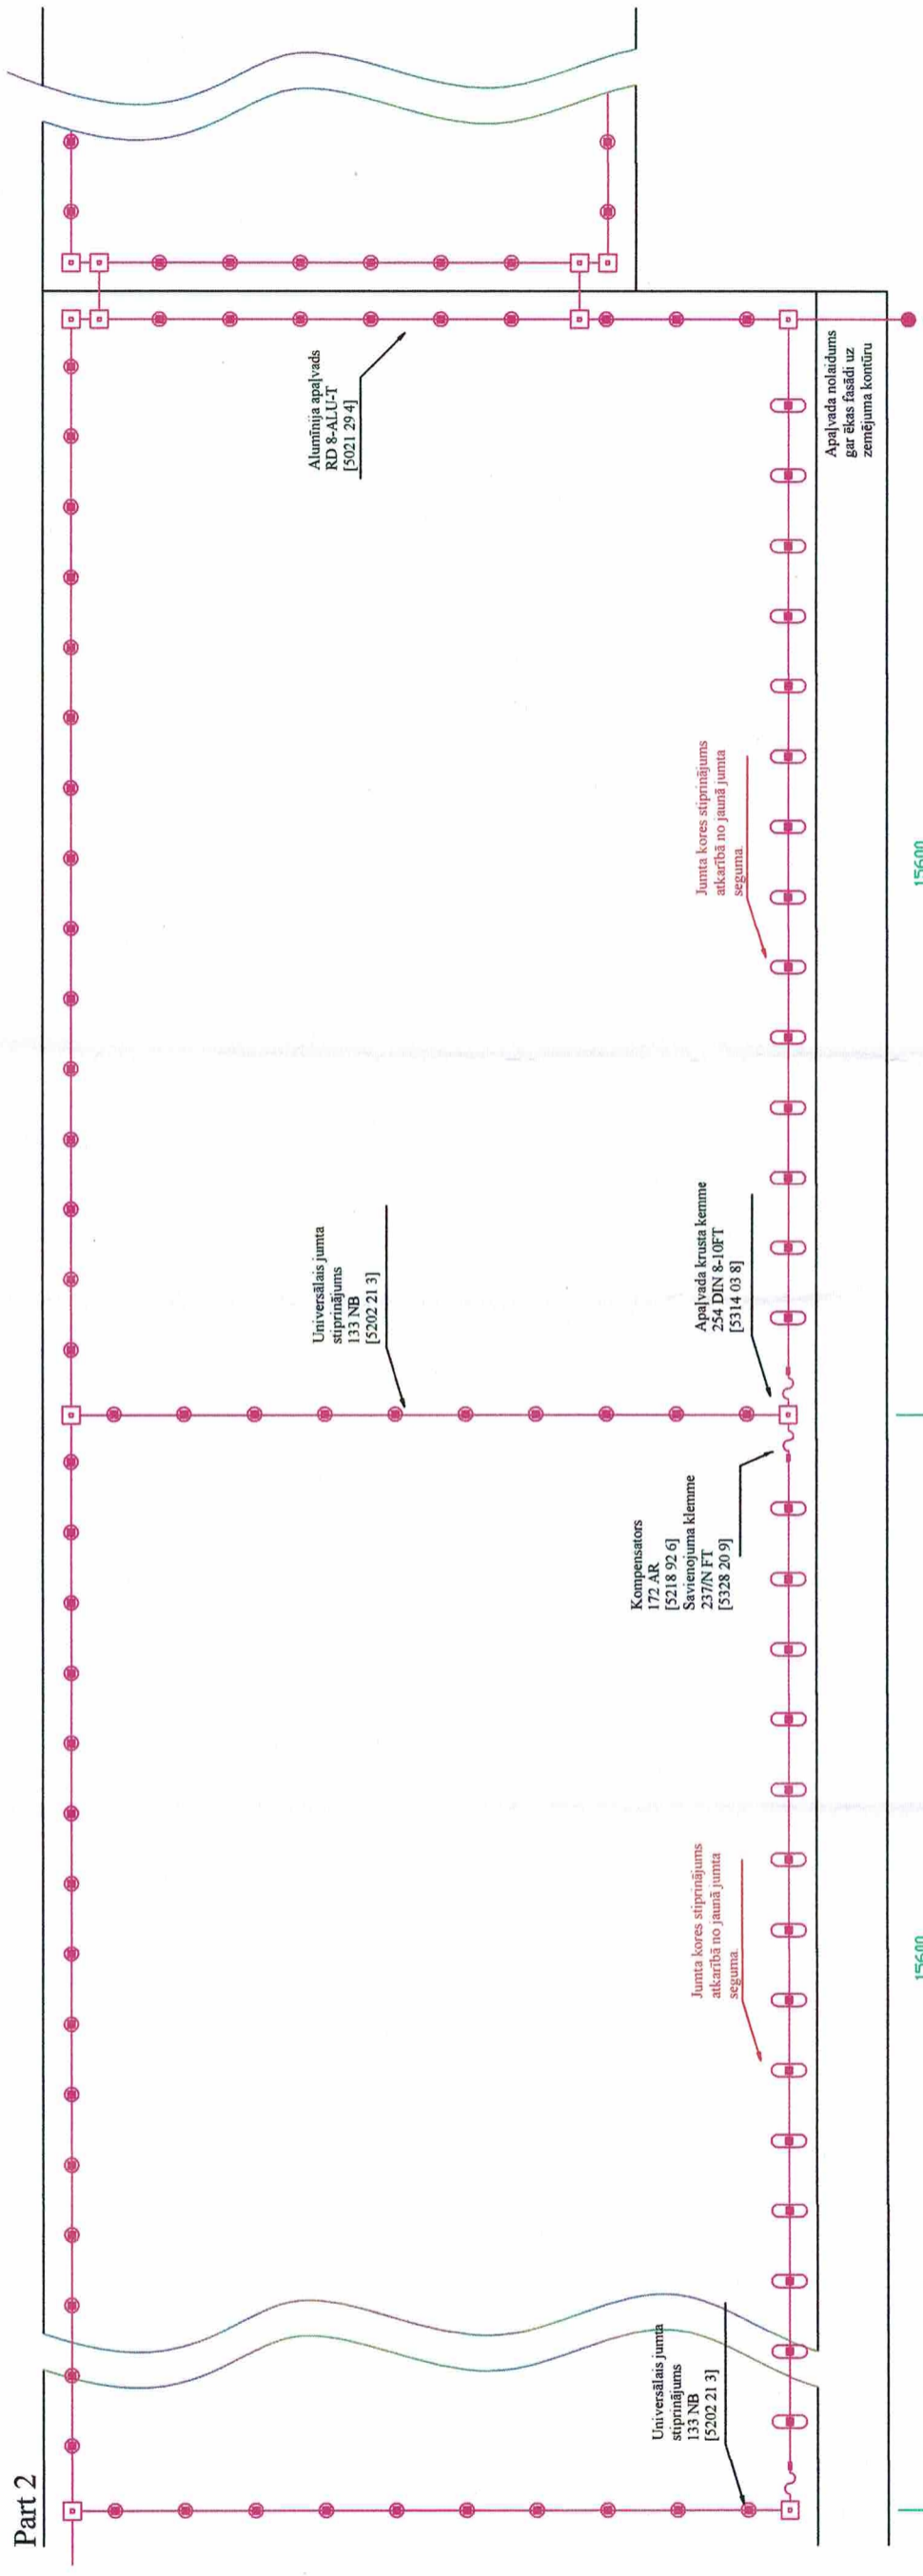 Part 2
Universālais jumta
stiprinājums
133 NB
[5202 21 3]
Jumta kores stiprinājums
atkarībā no jaunā jumta
seguma.
Kompensators
172 AR
[5218 92 6]
Savienojuma klemme
237/N FT
[5328 20 9]
Universālais jumta
stiprinājums
133 NB
[5202 21 3]
Apaļvada krusta kemme
254 DIN 8-10FT
[5314 03 8]
Jumta kores stiprinājums
atkarībā no jaunā jumta
seguma.
Alumīnija apaļvads
RD 8-ALU-T
[5021 29 4]
Apaļvada nolaidums
gar ēkas fasādi uz
zemējuma kontūru
15600
15600